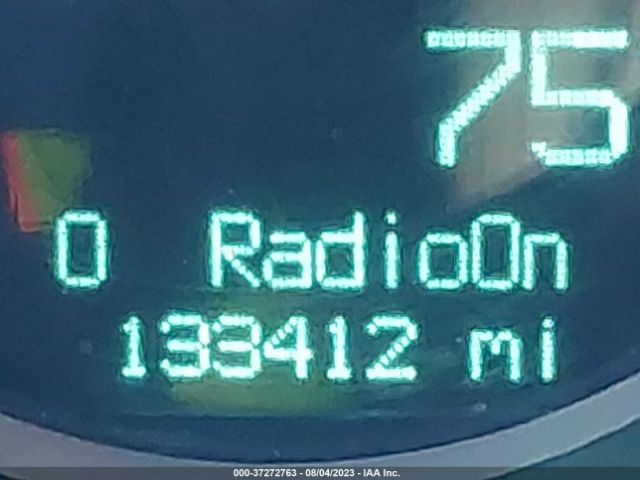 75
0 RadioOn
133412 mi
000-37272763 - 08/04/2023 - IAA Inc.